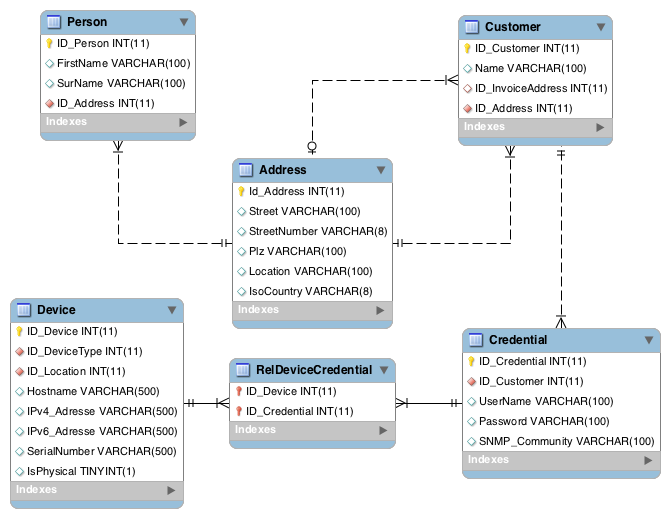 Person
ID_Person INT(11)
FirstName VARCHAR(100)
SurName VARCHAR(100)
ID_Address INT(11)
Indexes
Customer
ID_Customer INT(11)
Name VARCHAR(100)
ID_InvoiceAddress INT(11)
ID_Address INT(11)
Indexes
Address
Id_Address INT(11)
Street VARCHAR(100)
StreetNumber VARCHAR(8)
Plz VARCHAR(100)
Location VARCHAR(100)
IsoCountry VARCHAR(8)
Indexes
Device
ID_Device INT(11)
ID_DeviceType INT(11)
ID_Location INT(11)
Hostname VARCHAR(500)
IPv4_Adresse VARCHAR(500)
IPv6_Adresse VARCHAR(500)
SerialNumber VARCHAR(500)
IsPhysical TINYINT(1)
Indexes
RelDeviceCredential
ID_Device INT(11)
ID_Credential INT(11)
Indexes
Credential
ID_Credential INT(11)
ID_Customer INT(11)
UserName VARCHAR(100)
Password VARCHAR(100)
SNMP_Community VARCHAR(100)
Indexes